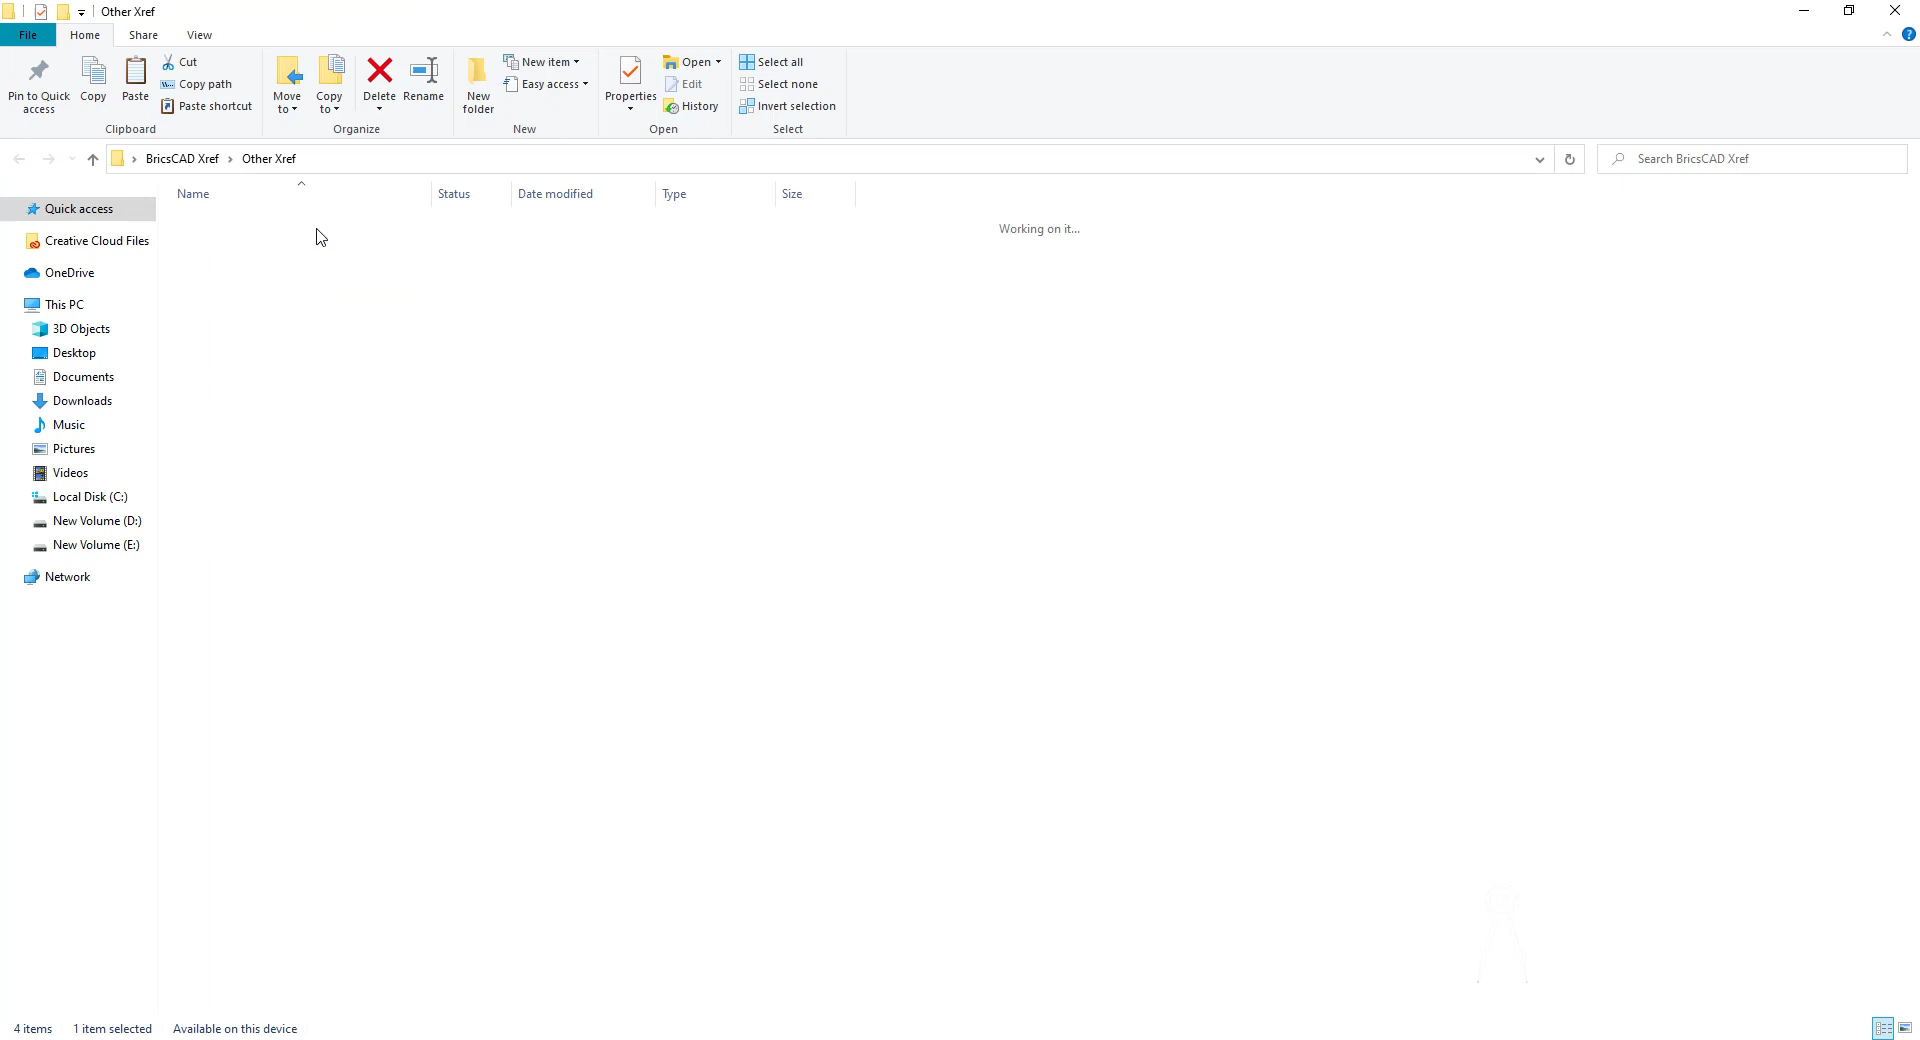 Other Xref
File Home Share View
Pin to Quick access
Copy
Paste
Cut
Copy path
Paste shortcut
Clipboard
Move to
Copy to
Delete
Rename
Organize
New folder
New item
Easy access
New
Properties
Open
Edit
History
Open
Select all
Select none
Invert selection
Select
BricsCAD Xref > Other Xref
Search BricsCAD Xref
Name Status Date modified Type Size
Working on it...
Quick access
Creative Cloud Files
OneDrive
This PC
3D Objects
Desktop
Documents
Downloads
Music
Pictures
Videos
Local Disk (C:)
New Volume (D:)
New Volume (E:)
Network
4 items 1 item selected Available on this device